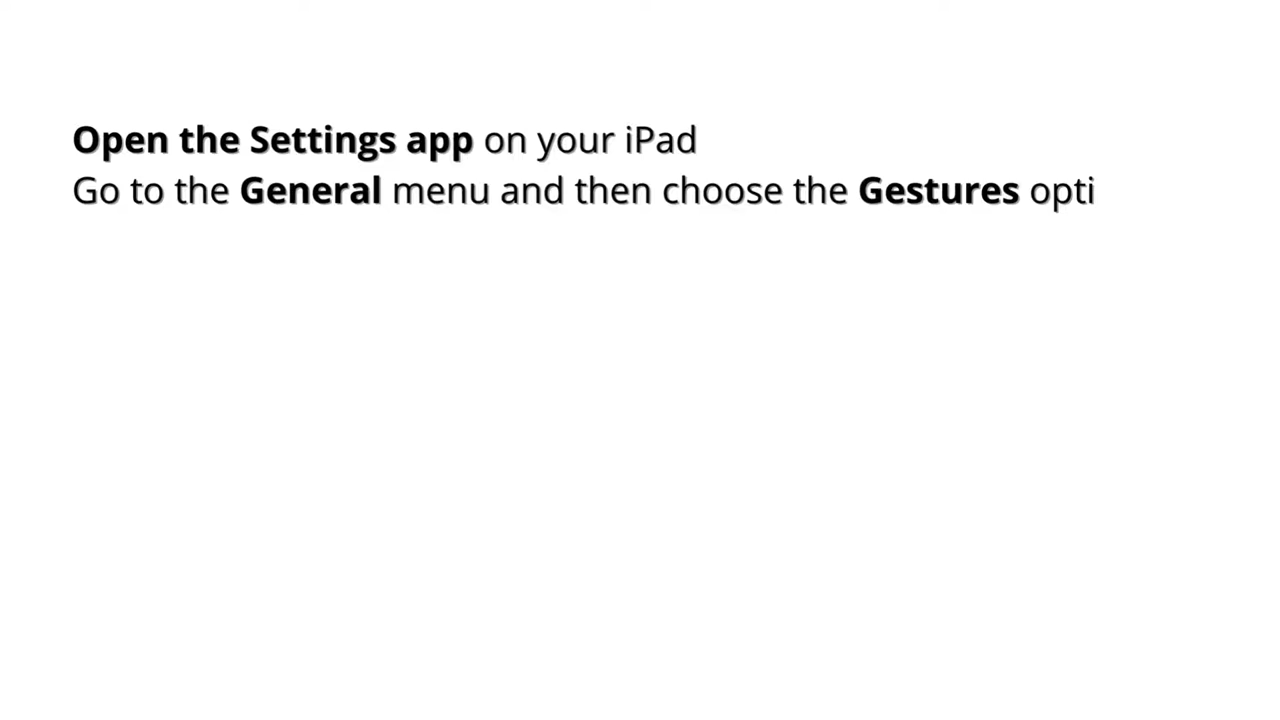 Open the Settings app on your iPad
Go to the General menu and then choose the Gestures opti